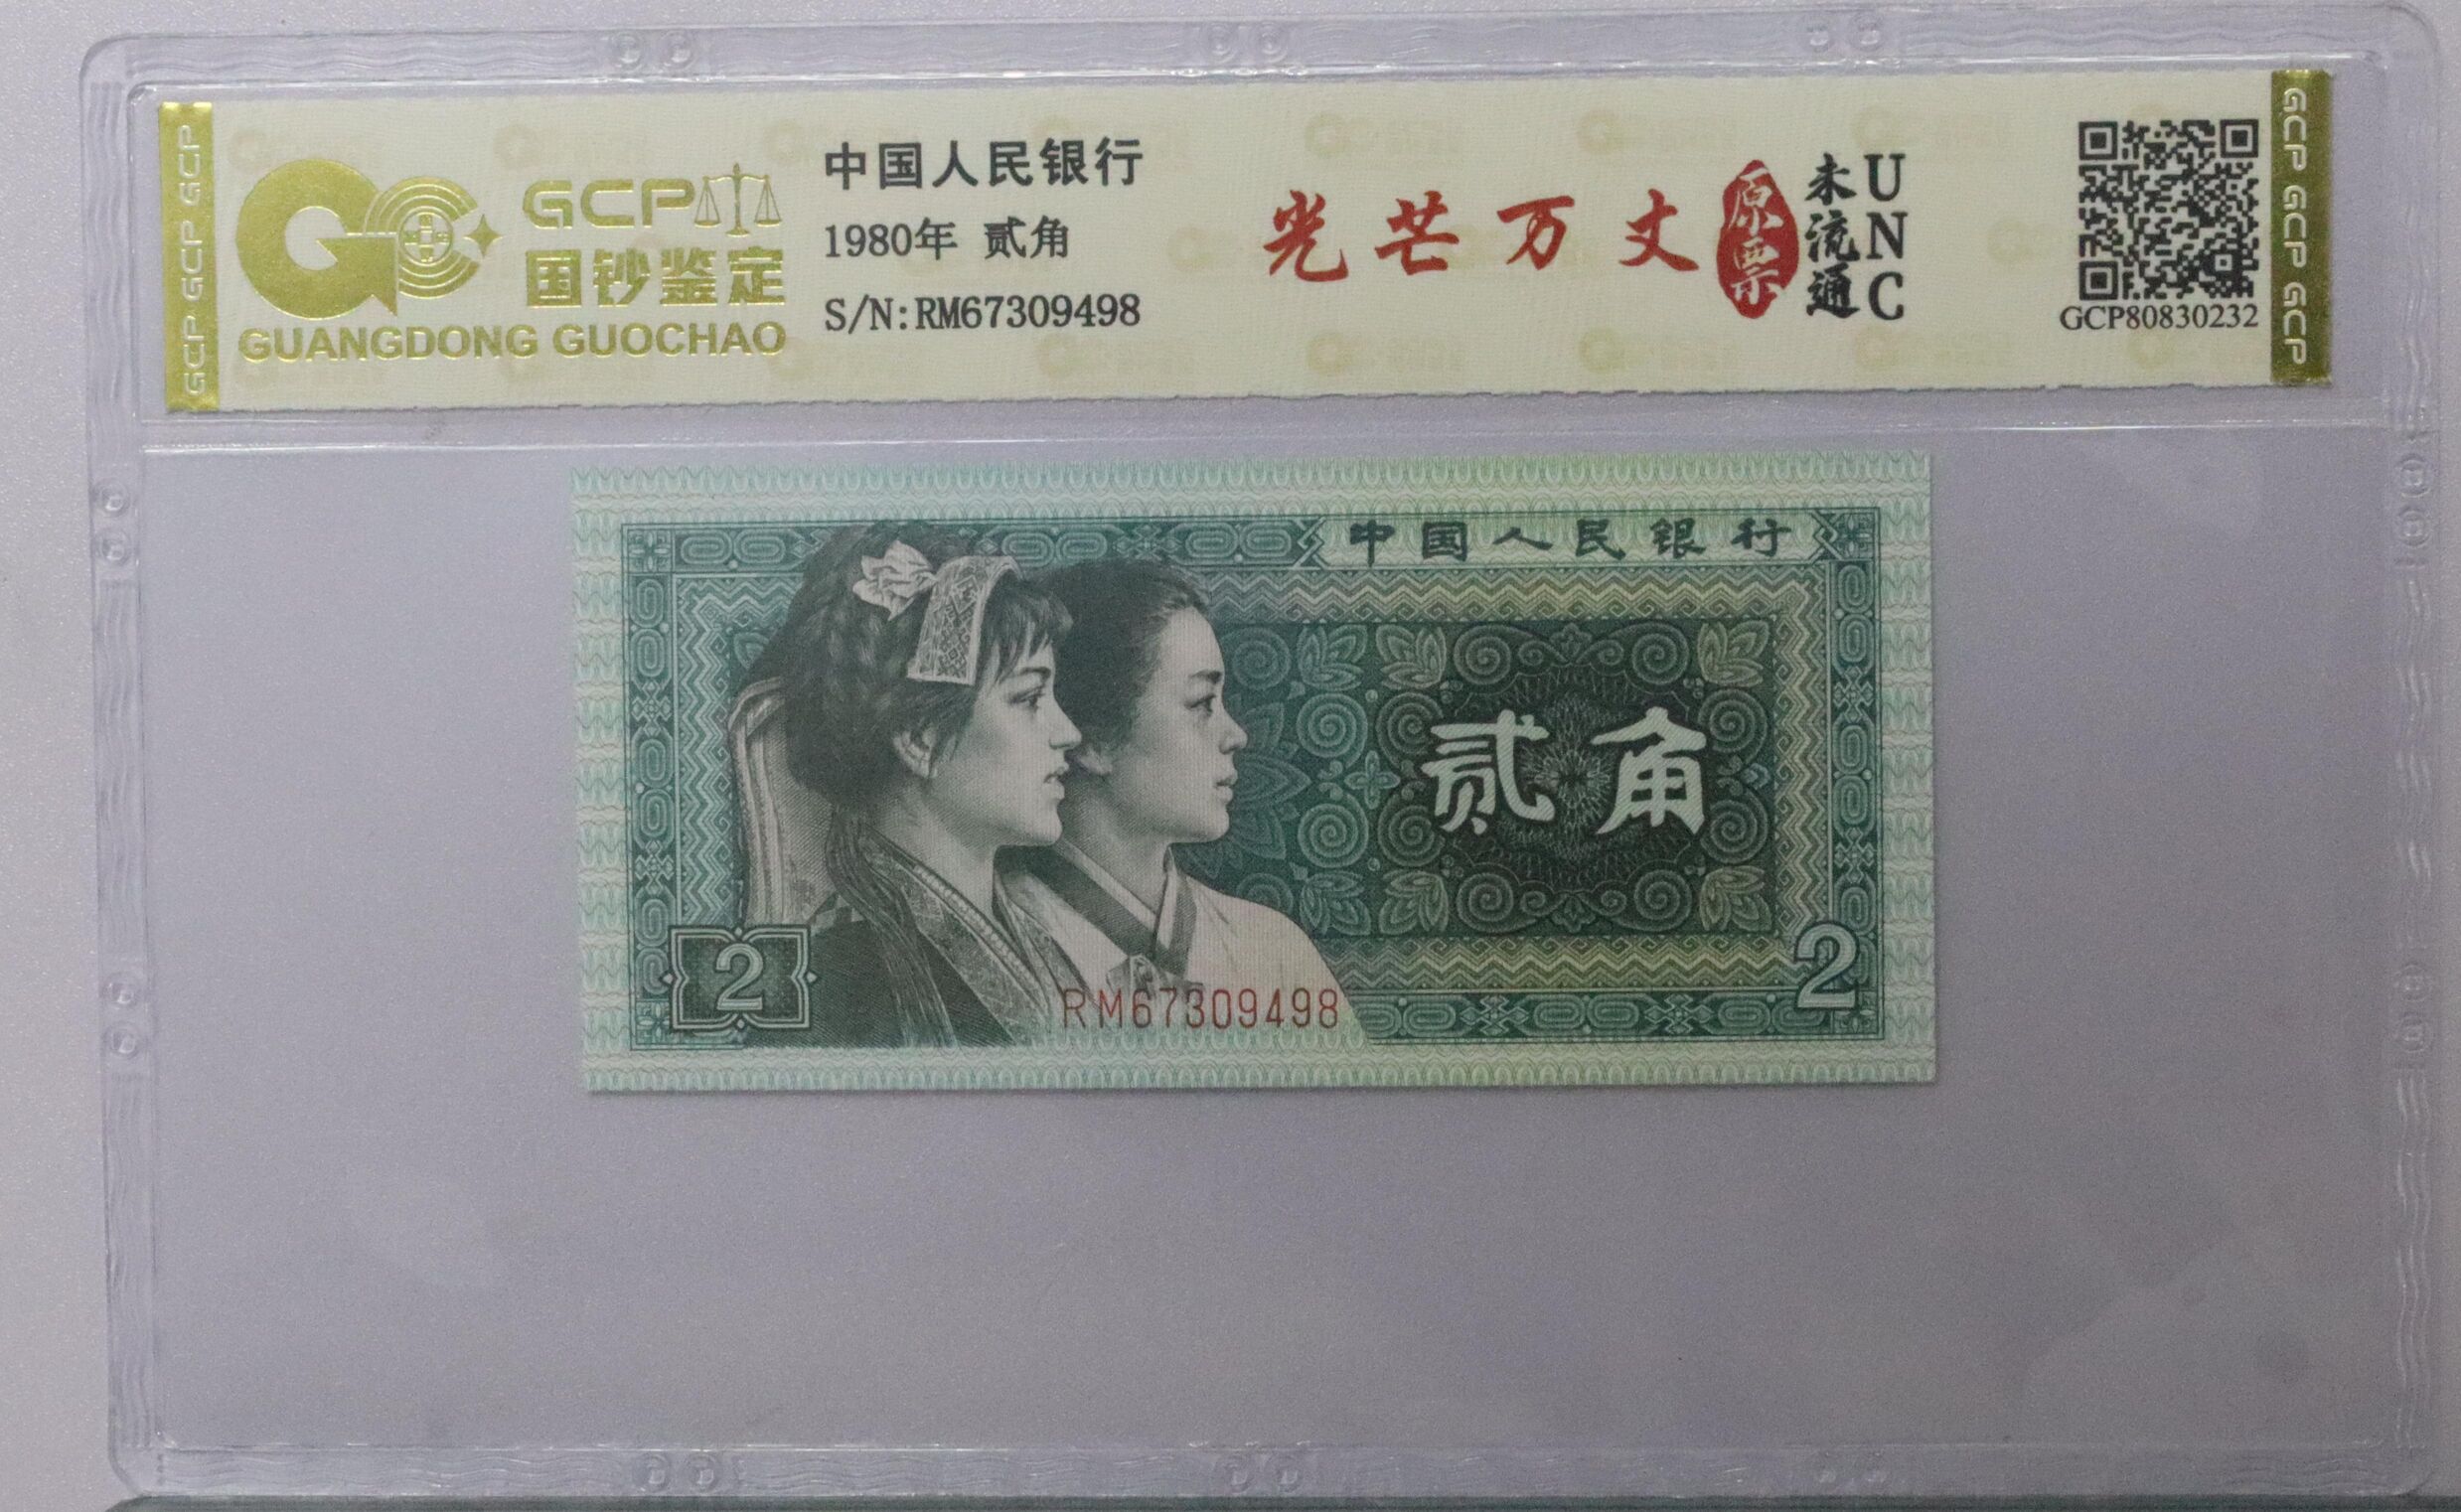 GCP GCP GCP
GCP
国钞鉴定
GUANGDONG GUOCHAO
中国人民银行
1980年 贰角
S/N:RM67309498
光芒万丈
原票
未流通
UNC
GCP80830232
GCP GCP GCP
中国人民银行
贰角
2
2
RM67309498